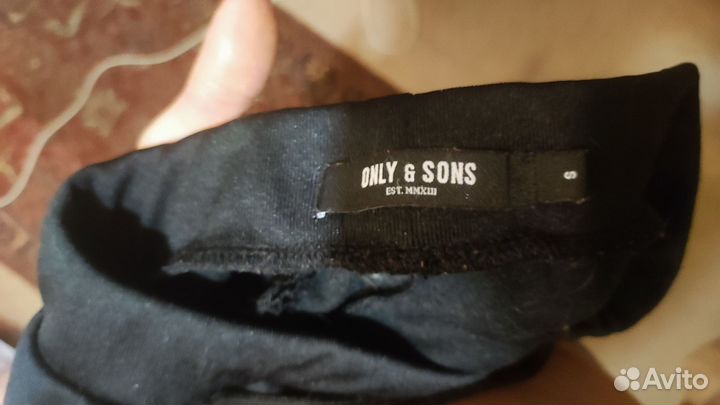 ONLY & SONS
EST. MMXIII
S
Avito